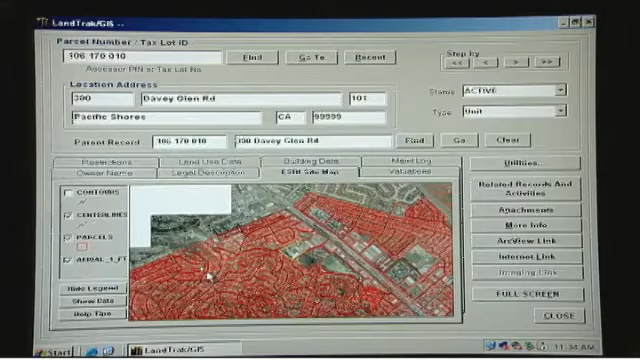 LandTrak/GIS --
Parcel Number / Tax Lot ID
106 170 010
Find
Go To
Recent
Step by
<<
<
>
>>
Assessor PIN or Tax Lot No
Location Address
300
Davey Glen Rd
101
Status
ACTIVE
Pacific Shores
CA
99999
Type
Unit
Parent Record
106 170 010
300 Davey Glen Rd
Find
Go
Clear
Restrictions
Land Use Data
Building Data
Maint Log
Utilities
Owner Name
Legal Description
ESRI Site Map
Valuations
CONTOURS
CENTERLINES
PARCELS
AERIAL_1_FT
Related Records And
Activities
Attachments
More Info
ArcView Link
Internet Link
Imaging Link
Hide Legend
Show Data
Help Tips
FULL SCREEN
CLOSE
Start
LandTrak/GIS
11:34 AM